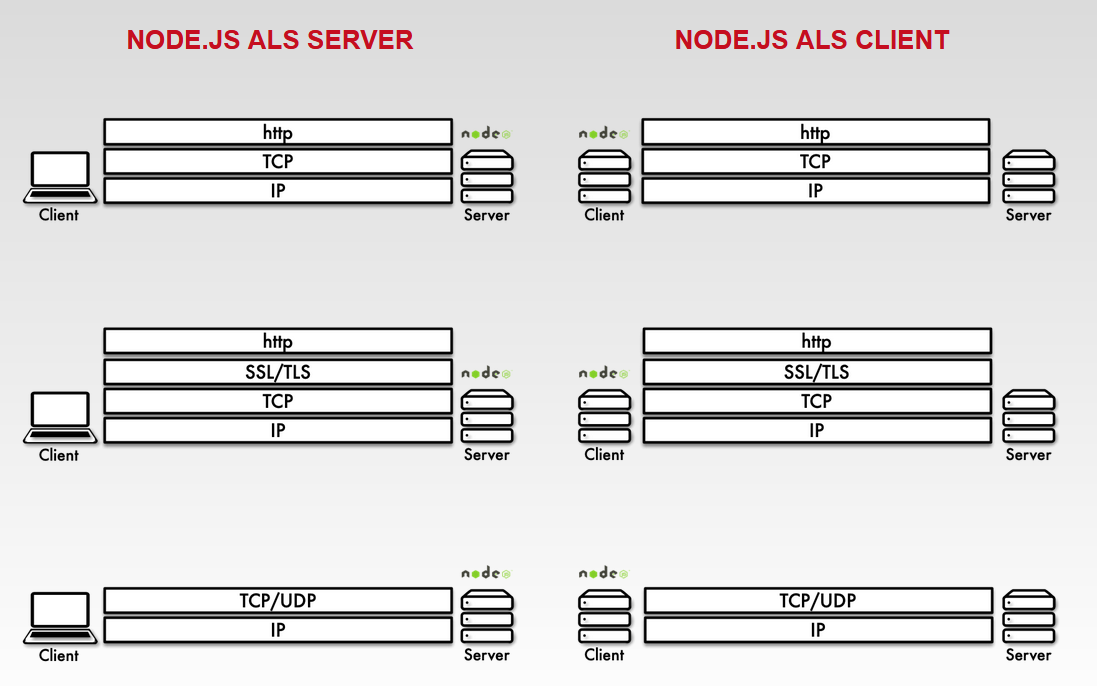 NODE.JS ALS SERVER
http
TCP
IP
node
Client
Server
http
SSL/TLS
TCP
IP
node
Client
Server
TCP/UDP
IP
node
Client
Server
NODE.JS ALS CLIENT
node
http
TCP
IP
Client
Server
node
http
SSL/TLS
TCP
IP
Client
Server
node
TCP/UDP
IP
Client
Server